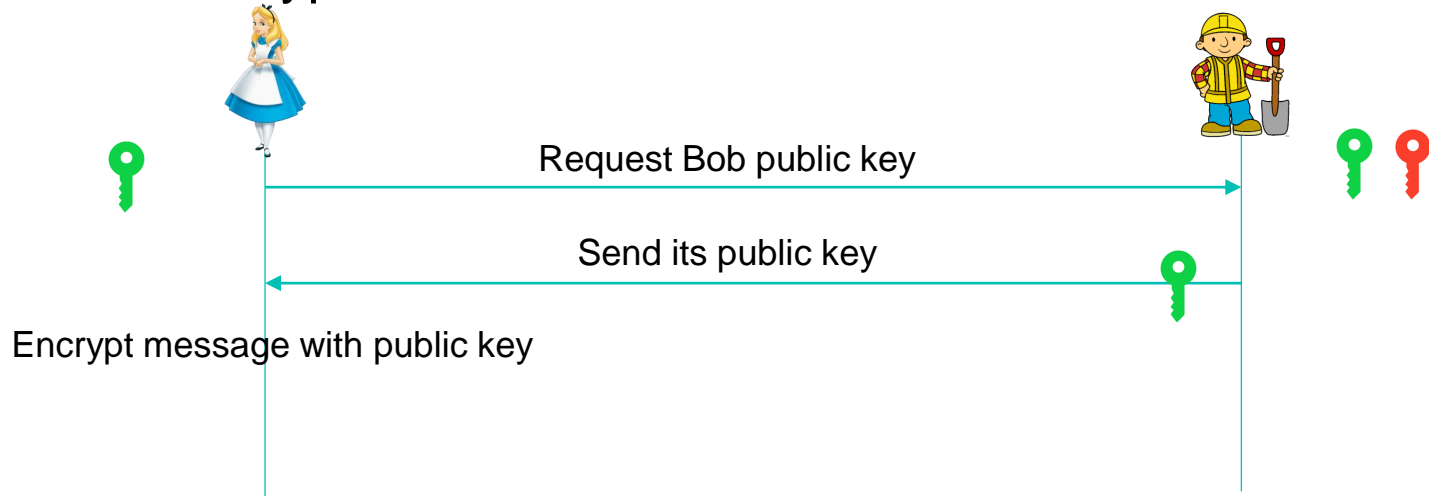 Request Bob public key
Send its public key
Encrypt message with public key